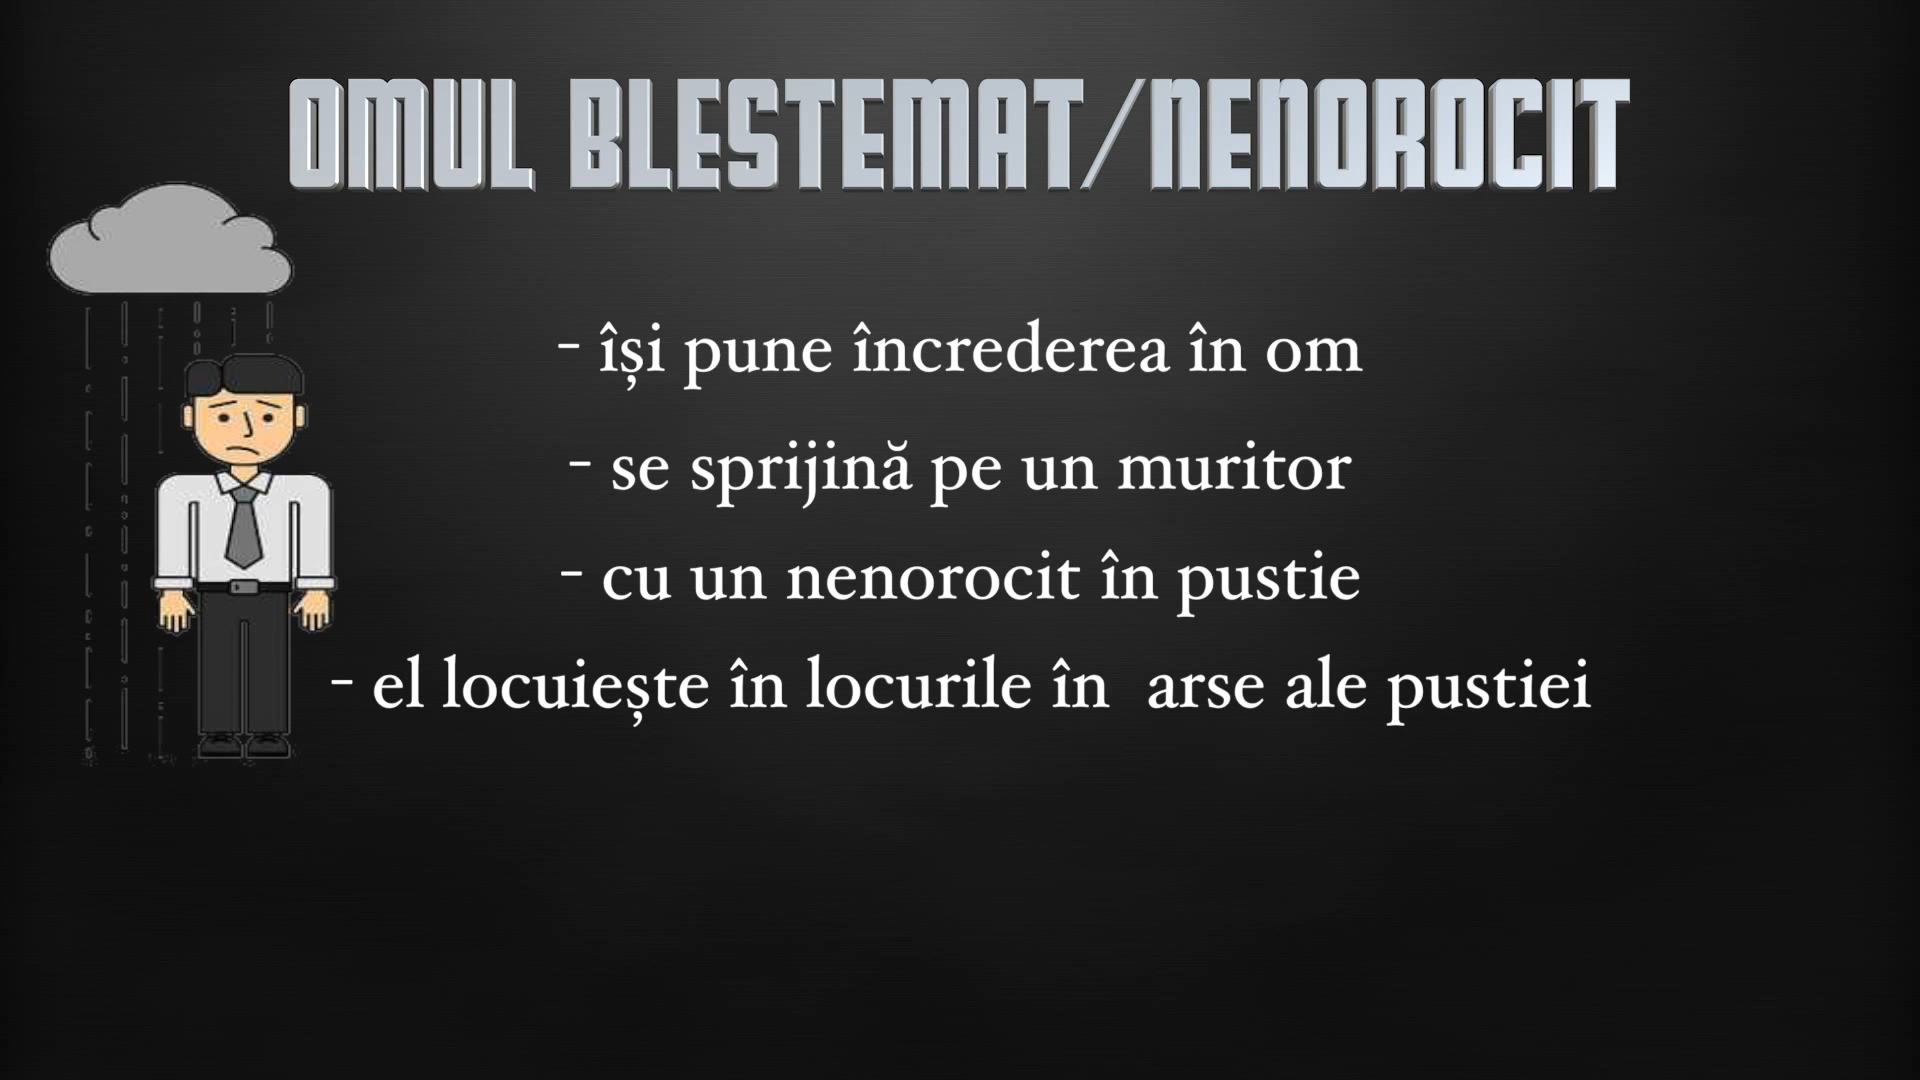 OMUL BLESTEMAT/NENOROCIT
- își pune încrederea în om
- se sprijină pe un muritor
- cu un nenorocit în pustie
- el locuiește în locurile în  arse ale pustiei